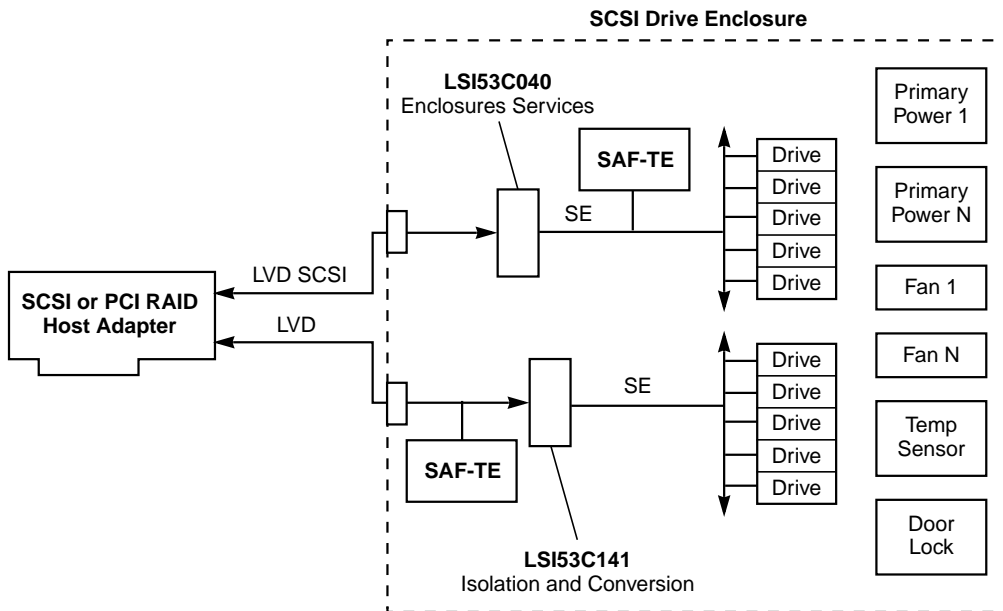 SCSI Drive Enclosure
LSI53C040
Enclosures Services
SAF-TE
SE
Drive
Drive
Drive
Drive
Drive
Primary
Power 1
Primary
Power N
Fan 1
Fan N
Temp
Sensor
Door
Lock
LVD SCSI
SCSI or PCI RAID
Host Adapter
LVD
SE
Drive
Drive
Drive
Drive
Drive
SAF-TE
LSI53C141
Isolation and Conversion